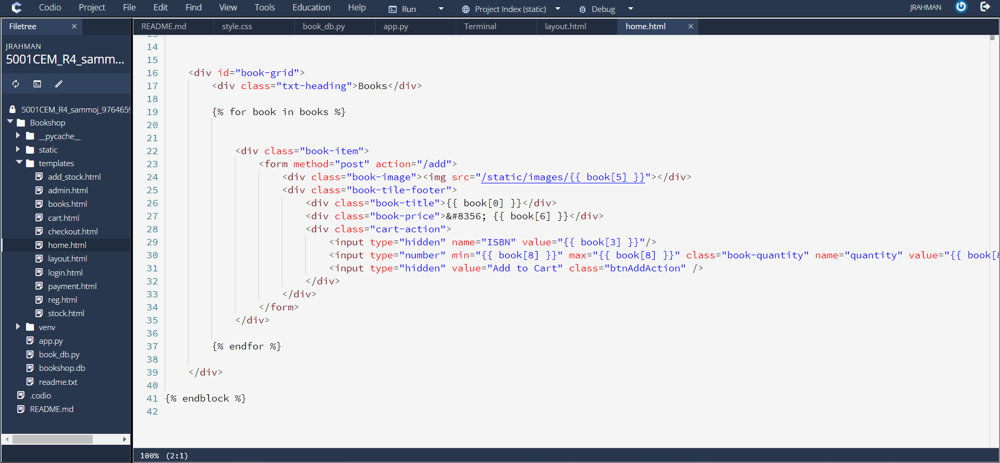 Codio Project File Edit Find View Tools Education Help Run Project Index (static) Debug JRAHMAN
Filetree ×
README.md style.css book_db.py app.py Terminal layout.html home.html ×
JRAHMAN
5001CEM_R4_samm...
5001CEM_R4_sammoj_9764659
Bookshop
__pycache__
static
templates
add_stock.html
admin.html
books.html
cart.html
checkout.html
home.html
layout.html
login.html
payment.html
reg.html
stock.html
venv
app.py
book_db.py
bookshop.db
readme.txt
.codio
README.md
13
14
15
16 <div id="book-grid">
17 <div class="txt-heading">Books</div>
18
19 {% for book in books %}
20
21
22 <div class="book-item">
23 <form method="post" action="/add">
24 <div class="book-image"><img src="/static/images/{{ book[5] }}"></div>
25 <div class="book-tile-footer">
26 <div class="book-title">{{ book[0] }}</div>
27 <div class="book-price">&#8356; {{ book[6] }}</div>
28 <div class="cart-action">
29 <input type="hidden" name="ISBN" value="{{ book[3] }}"/>
30 <input type="number" min="{{ book[8] }}" max="{{ book[8] }}" class="book-quantity" name="quantity" value="{{ book[8
31 <input type="hidden" value="Add to Cart" class="btnAddAction" />
32 </div>
33 </div>
34 </form>
35 </div>
36
37 {% endfor %}
38
39 </div>
40
41 {% endblock %}
42
100% (2:1)